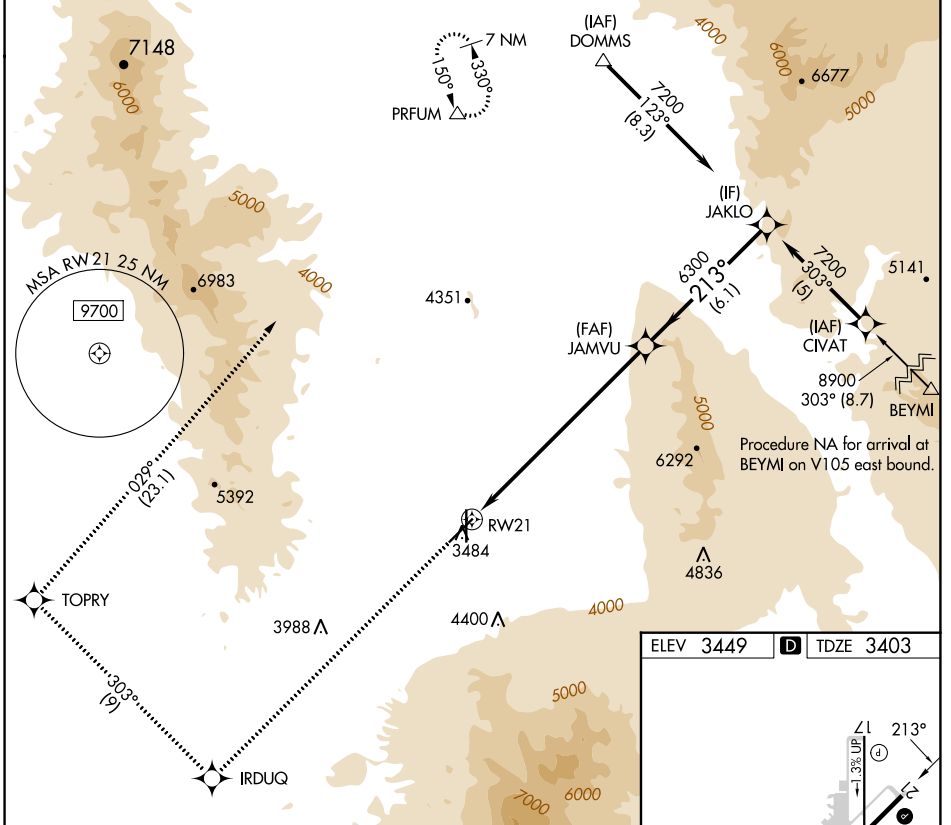 7148
6000
7 NM
150°
330°
PRFUM
(IAF)
DOMMS
4000
6000
6677
5000
7200
123°
(8.3)
5000
4000
(IF)
JAKLO
MSA RW21 25 NM
9700
6983
4351
6300
213°
(6.1)
7200
303°
(5)
5141
(FAF)
JAMVU
(IAF)
CIVAT
8900
303° (8.7)
BEYMI
5000
6292
Procedure NA for arrival at
BEYMI on V105 east bound.
029°
(23.1)
5392
RW21
3484
4836
TOPRY
3988
4400
4000
303°
(9)
IRDUQ
5000
7000
6000
ELEV 3449
D
TDZE 3403
17
213°
P
1.3% UP
21